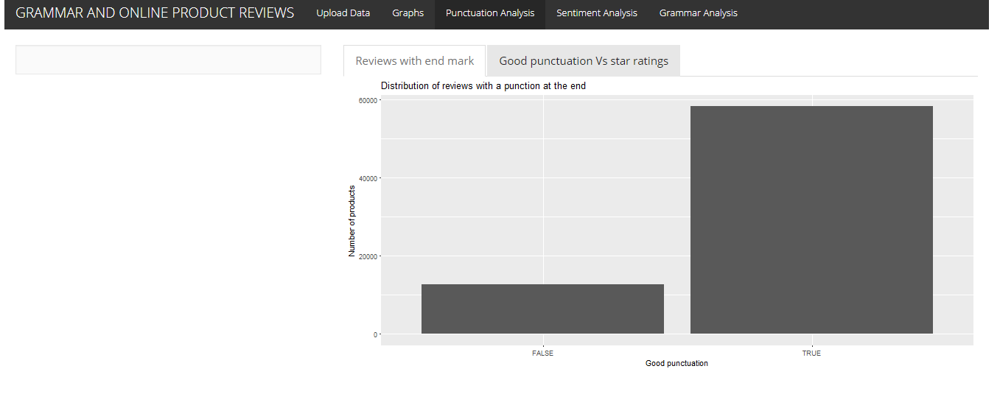 GRAMMAR AND ONLINE PRODUCT REVIEWS Upload Data Graphs Punctuation Analysis Sentiment Analysis Grammar Analysis
Reviews with end mark Good punctuation Vs star ratings
Distribution of reviews with a punction at the end
60000
40000
20000
0
Number of products
FALSE TRUE
Good punctuation